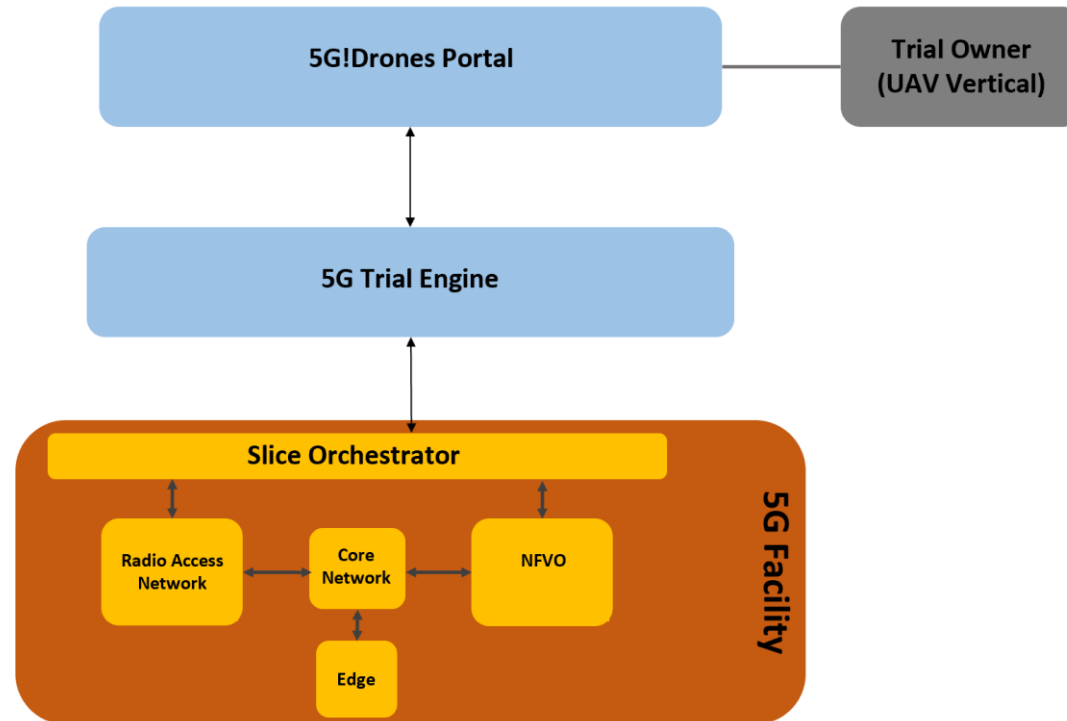 5G!Drones Portal
Trial Owner
(UAV Vertical)
5G Trial Engine
Slice Orchestrator
5G Facility
Radio Access
Network
Core
Network
NFVO
Edge